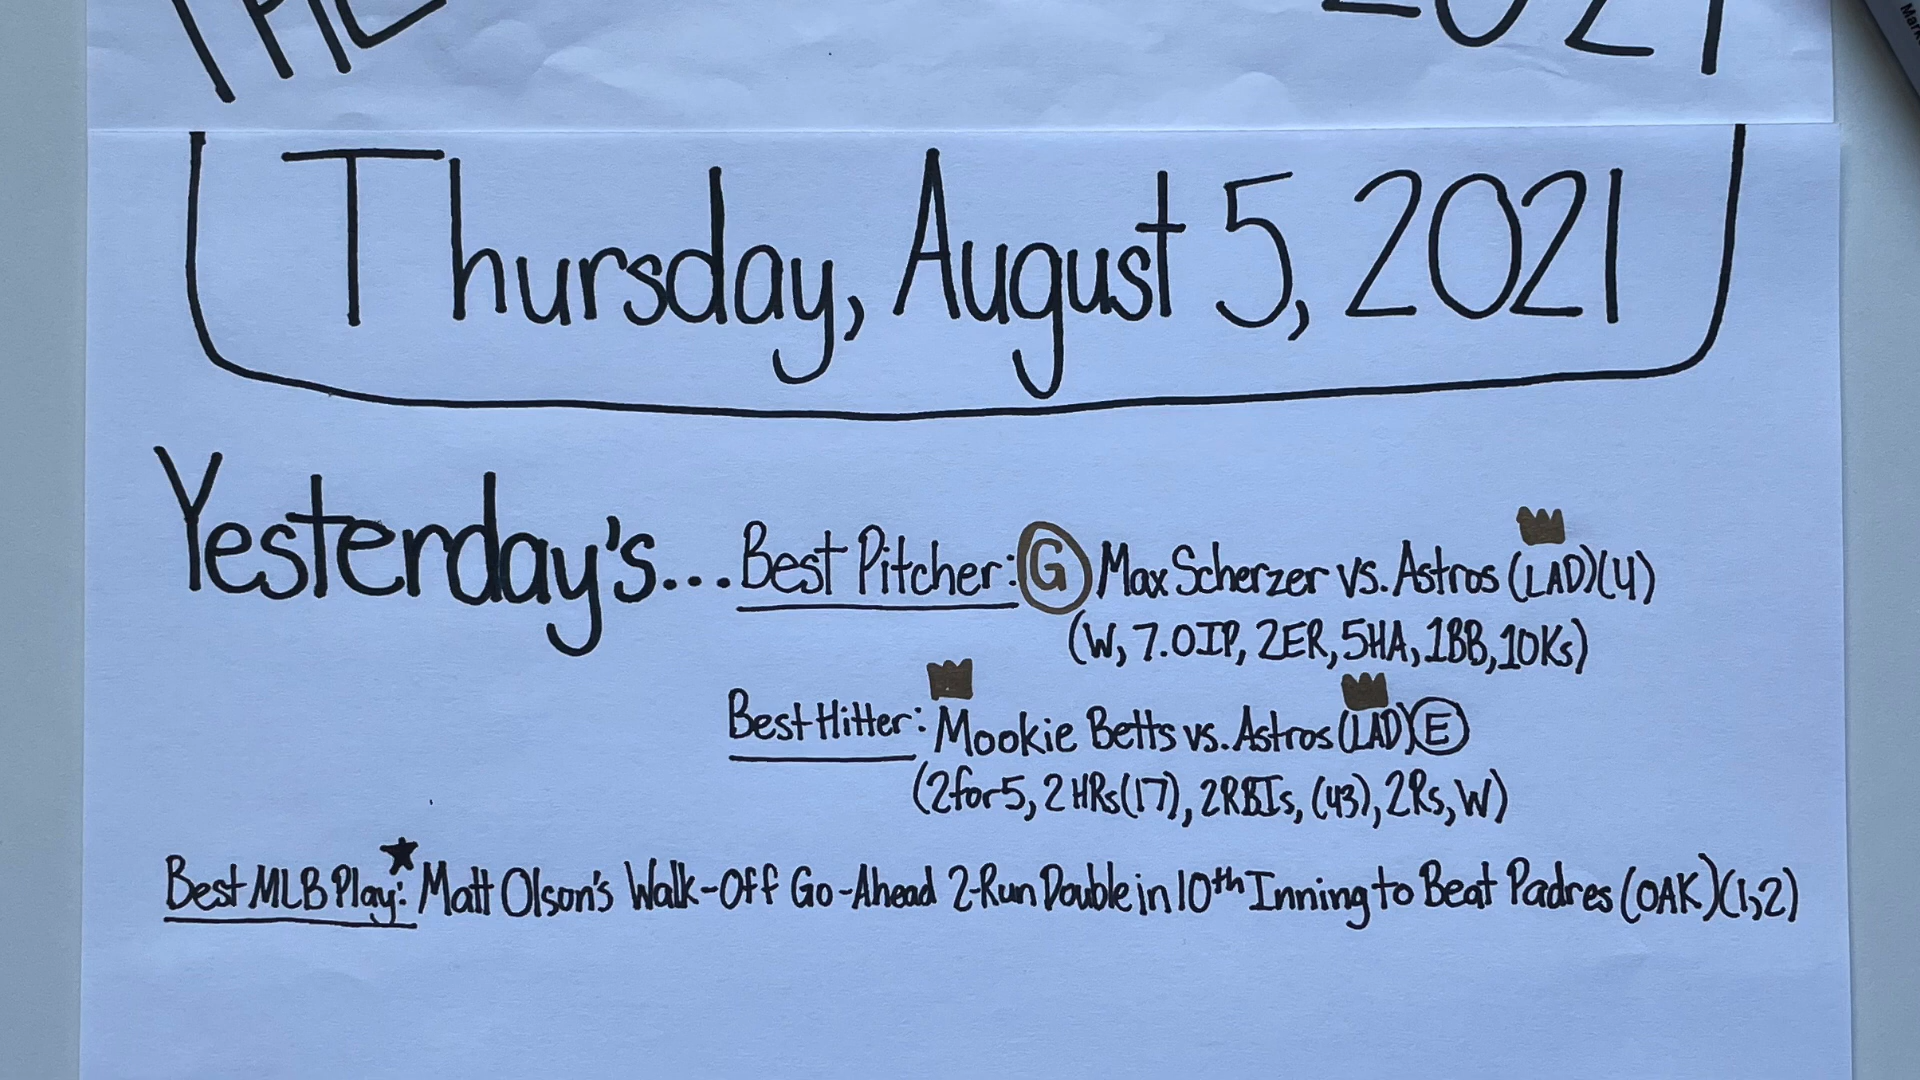 THE 2021
Thursday, August 5, 2021
Yesterday's... Best Pitcher: G Max Scherzer vs. Astros (LAD)(4)
(W, 7.0IP, 2ER, 5HA, 1BB, 10Ks)
Best Hitter: Mookie Betts vs. Astros (LAD) E
(2for5, 2HRs(17), 2RBIs, (43), 2Rs, W)
Best MLB Play: Matt Olson's Walk-Off Go-Ahead 2-Run Double in 10th Inning to Beat Padres (OAK)(1,2)